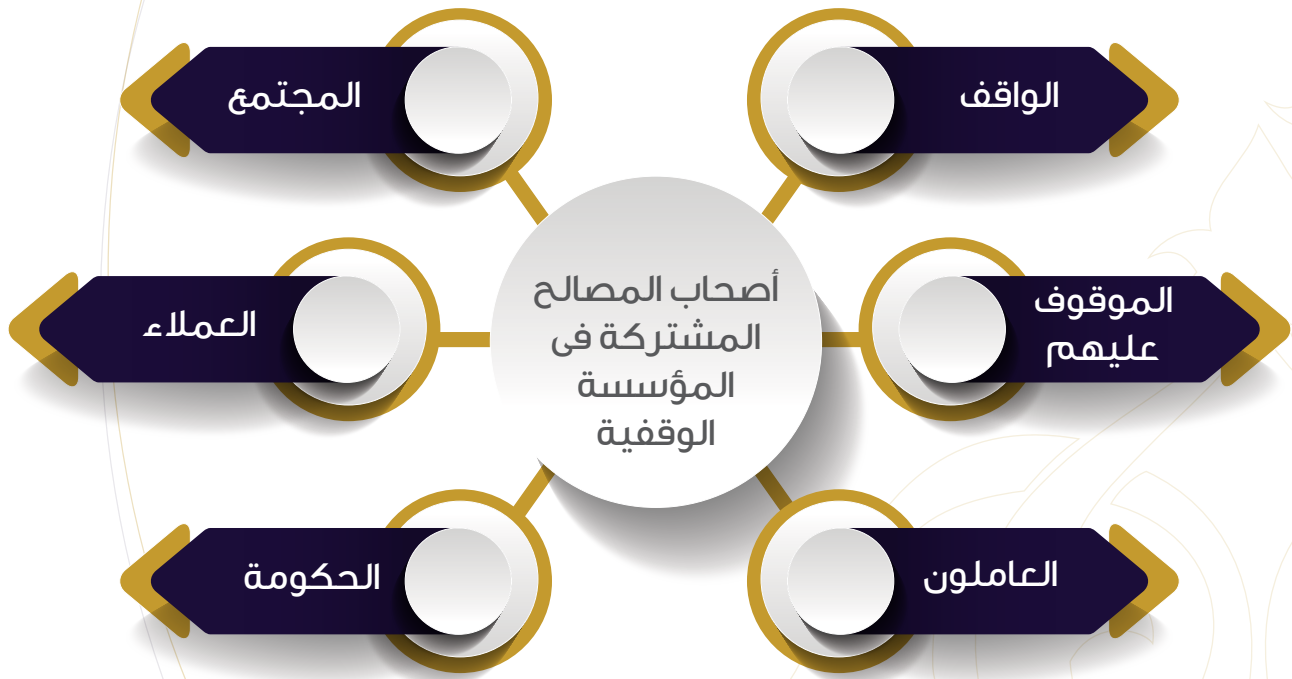 أصحاب المصالح
المشتركة فى
المؤسسة
الوقفية
الواقف
الموقوف
عليهم
العاملون
المجتمع
العملاء
الحكومة